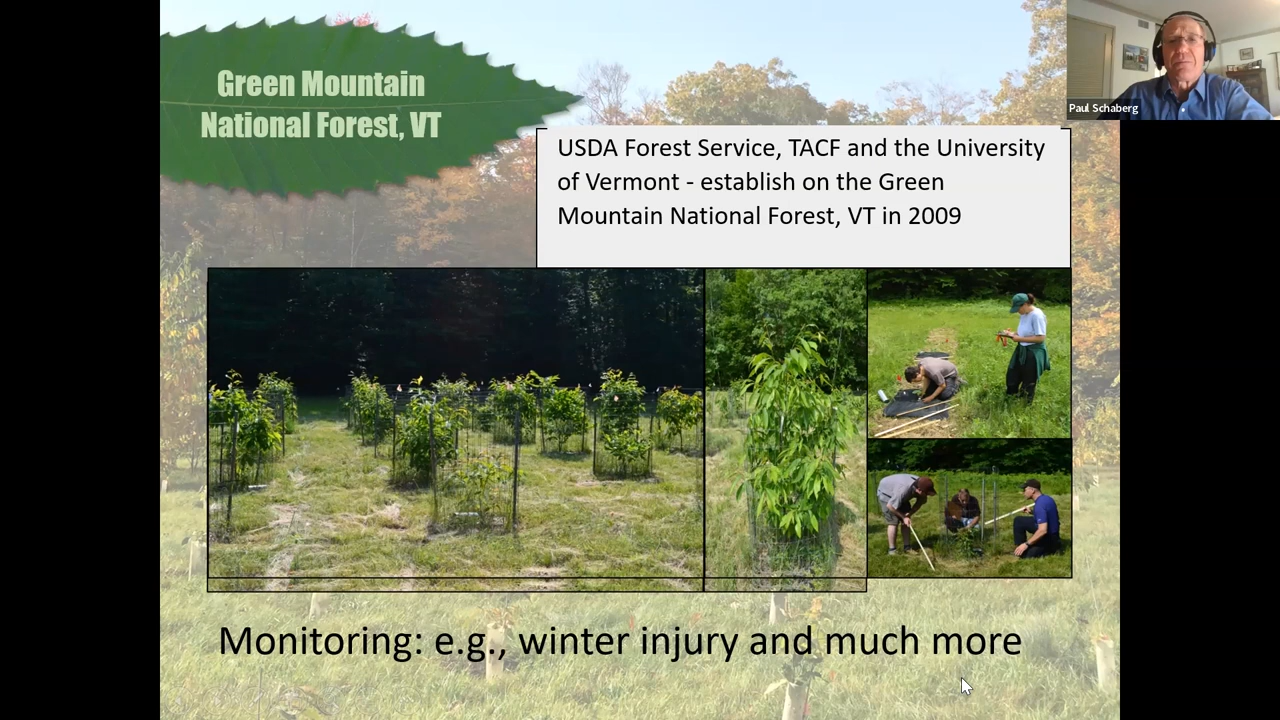 Green Mountain
National Forest, VT
Paul Schaberg
USDA Forest Service, TACF and the University
of Vermont - establish on the Green
Mountain National Forest, VT in 2009
Monitoring: e.g., winter injury and much more